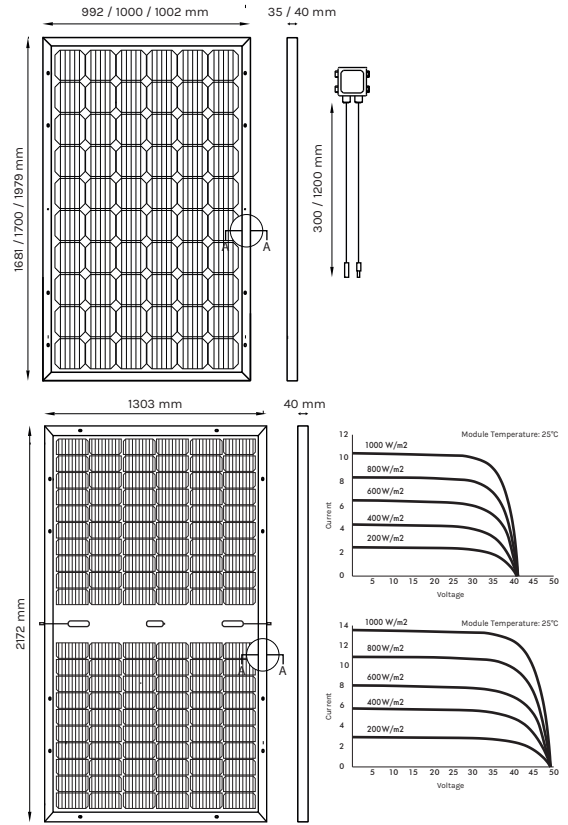 992 / 1000 / 1002 mm
35 / 40 mm
1681 / 1700 / 1979 mm
300 / 1200 mm
A A
1303 mm
40 mm
2172 mm
A A
Module Temperature: 25°C
1000 W/m2
800W/m2
600W/m2
400W/m2
200W/m2
12
10
8
6
4
2
0
Current
5 10 15 20 25 30 35 40 45 50
Voltage
Module Temperature: 25°C
1000 W/m2
800W/m2
600W/m2
400W/m2
200W/m2
14
12
10
8
6
4
2
0
Current
5 10 15 20 25 30 35 40 45 50
Voltage